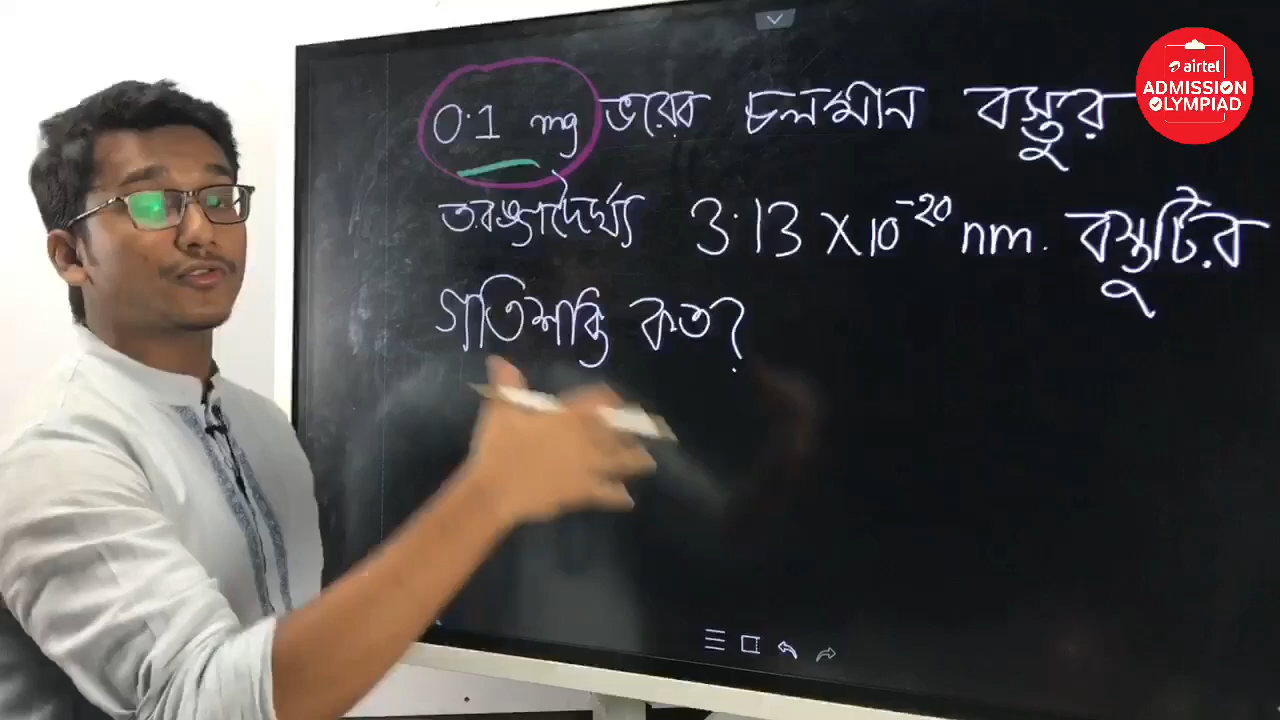 0.1 mg ভরের চলমান বস্তুর
তরঙ্গদৈর্ঘ্য 3.13 × 10⁻²⁰ nm. বস্তুটির
গতিশক্তি কত?
airtel
ADMISSION
OLYMPIAD